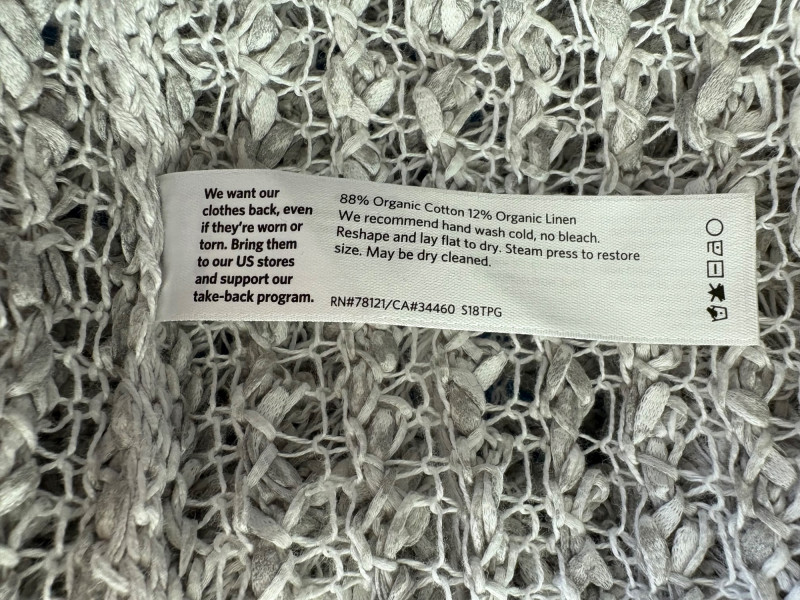 We want our
clothes back, even
if they're worn or
torn. Bring them
to our US stores
and support our
take-back program.
88% Organic Cotton 12% Organic Linen
We recommend hand wash cold, no bleach.
Reshape and lay flat to dry. Steam press to restore
size. May be dry cleaned.
RN#78121/CA#34460 S18TPG